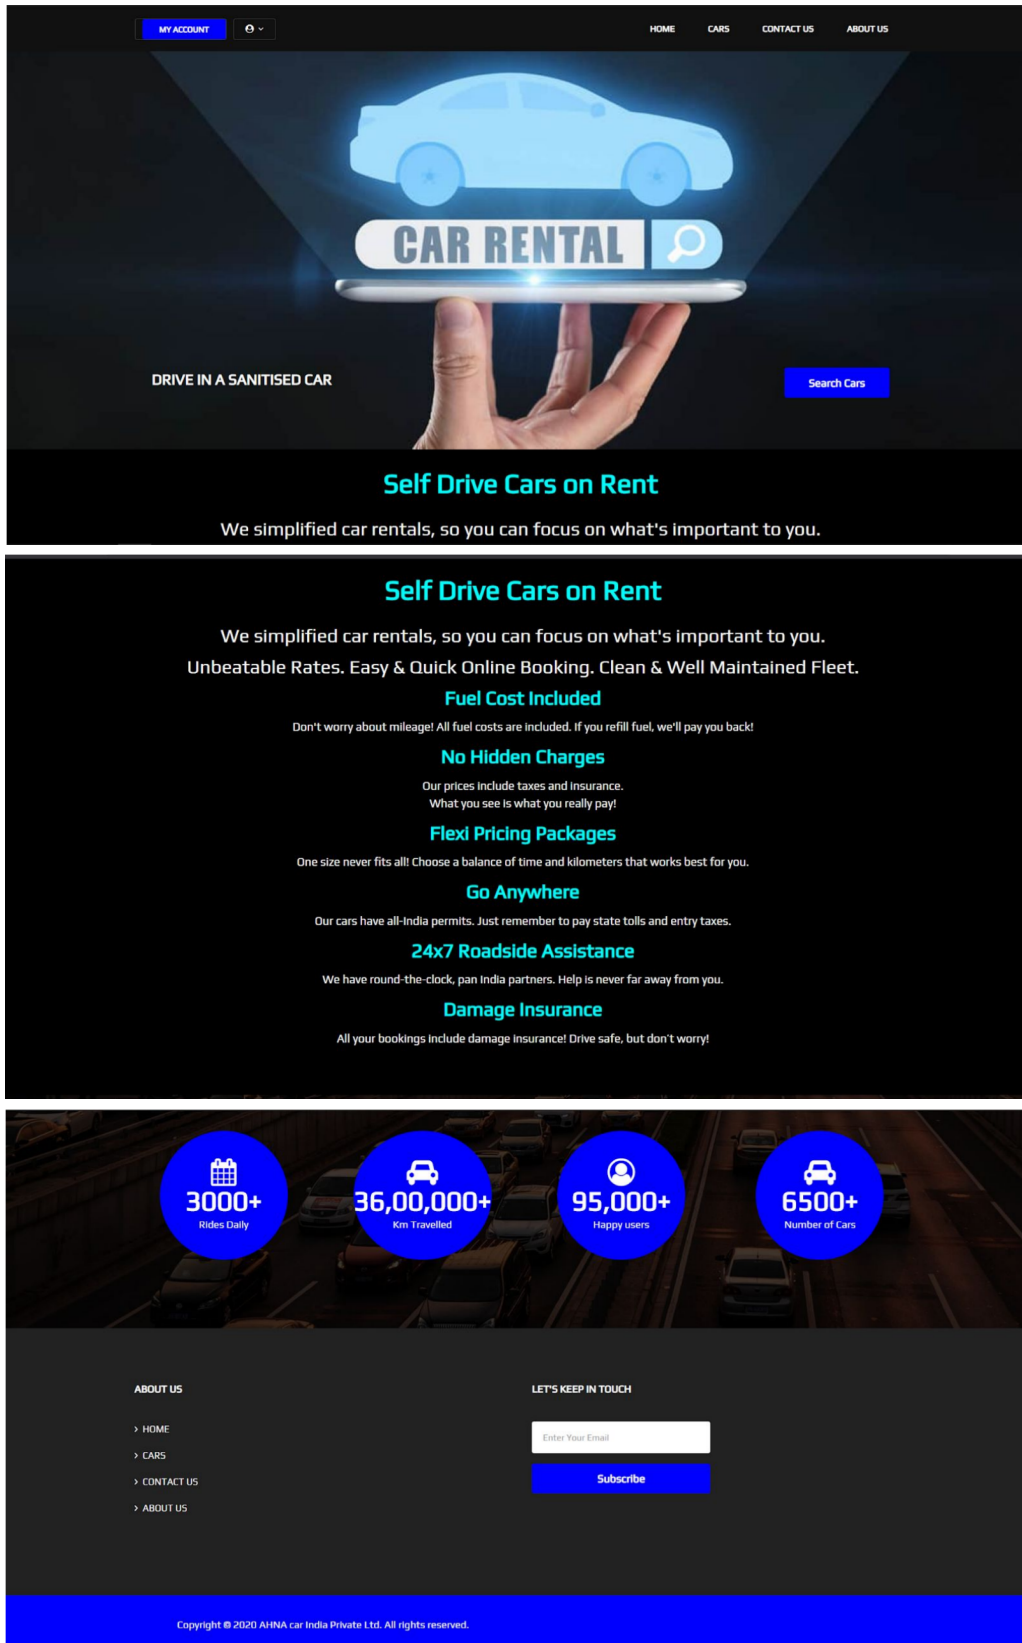 MY ACCOUNT
HOME CARS CONTACT US ABOUT US
CAR RENTAL
DRIVE IN A SANITISED CAR
Search Cars
Self Drive Cars on Rent
We simplified car rentals, so you can focus on what's important to you.
Self Drive Cars on Rent
We simplified car rentals, so you can focus on what's important to you.
Unbeatable Rates. Easy & Quick Online Booking. Clean & Well Maintained Fleet.
Fuel Cost Included
Don't worry about mileage! All fuel costs are included. If you refill fuel, we'll pay you back!
No Hidden Charges
Our prices include taxes and insurance.
What you see is what you really pay!
Flexi Pricing Packages
One size never fits all! Choose a balance of time and kilometers that works best for you.
Go Anywhere
Our cars have all-India permits. Just remember to pay state tolls and entry taxes.
24x7 Roadside Assistance
We have round-the-clock, pan India partners. Help is never far away from you.
Damage Insurance
All your bookings include damage insurance! Drive safe, but don't worry!
3000+ 36,00,000+ 95,000+ 6500+
Rides Daily Km Travelled Happy users Number of Cars
ABOUT US
> HOME
> CARS
> CONTACT US
> ABOUT US
LET'S KEEP IN TOUCH
Enter Your Email
Subscribe
Copyright © 2020 AHNA car India Private Ltd. All rights reserved.